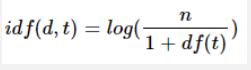 idf(d, t) = log(n / (1 + df(t)))